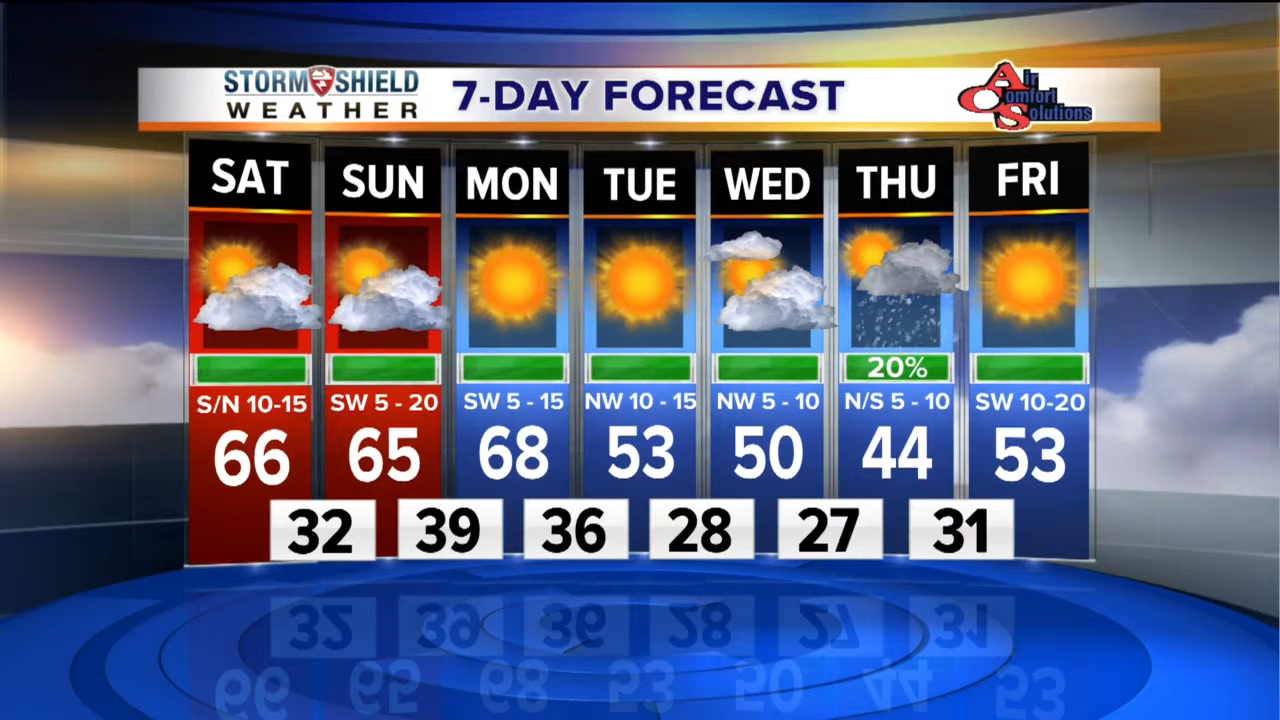 STORM SHIELD
WEATHER
7-DAY FORECAST
Air
Comfort
Solutions
SAT SUN MON TUE WED THU FRI
20%
S/N 10-15 SW 5 - 20 SW 5 - 15 NW 10 - 15 NW 5 - 10 N/S 5 - 10 SW 10-20
66 65 68 53 50 44 53
32 39 36 28 27 31